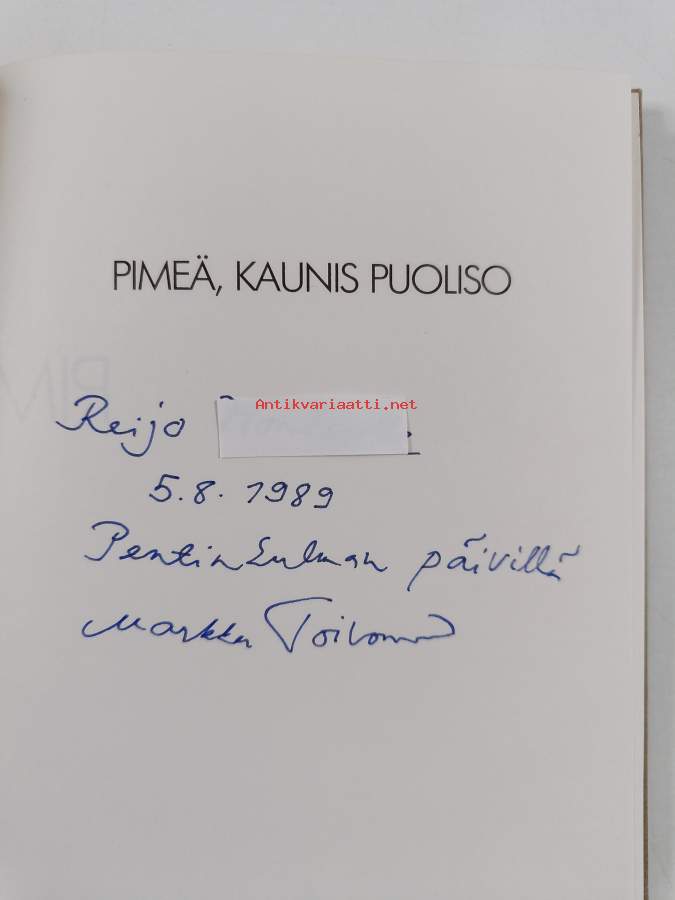 PIMEÄ, KAUNIS PUOLISO
Antikvariaatti.net
Reijo
5.8. 1989
Pentinkulman päivillä
Markku Toivonen